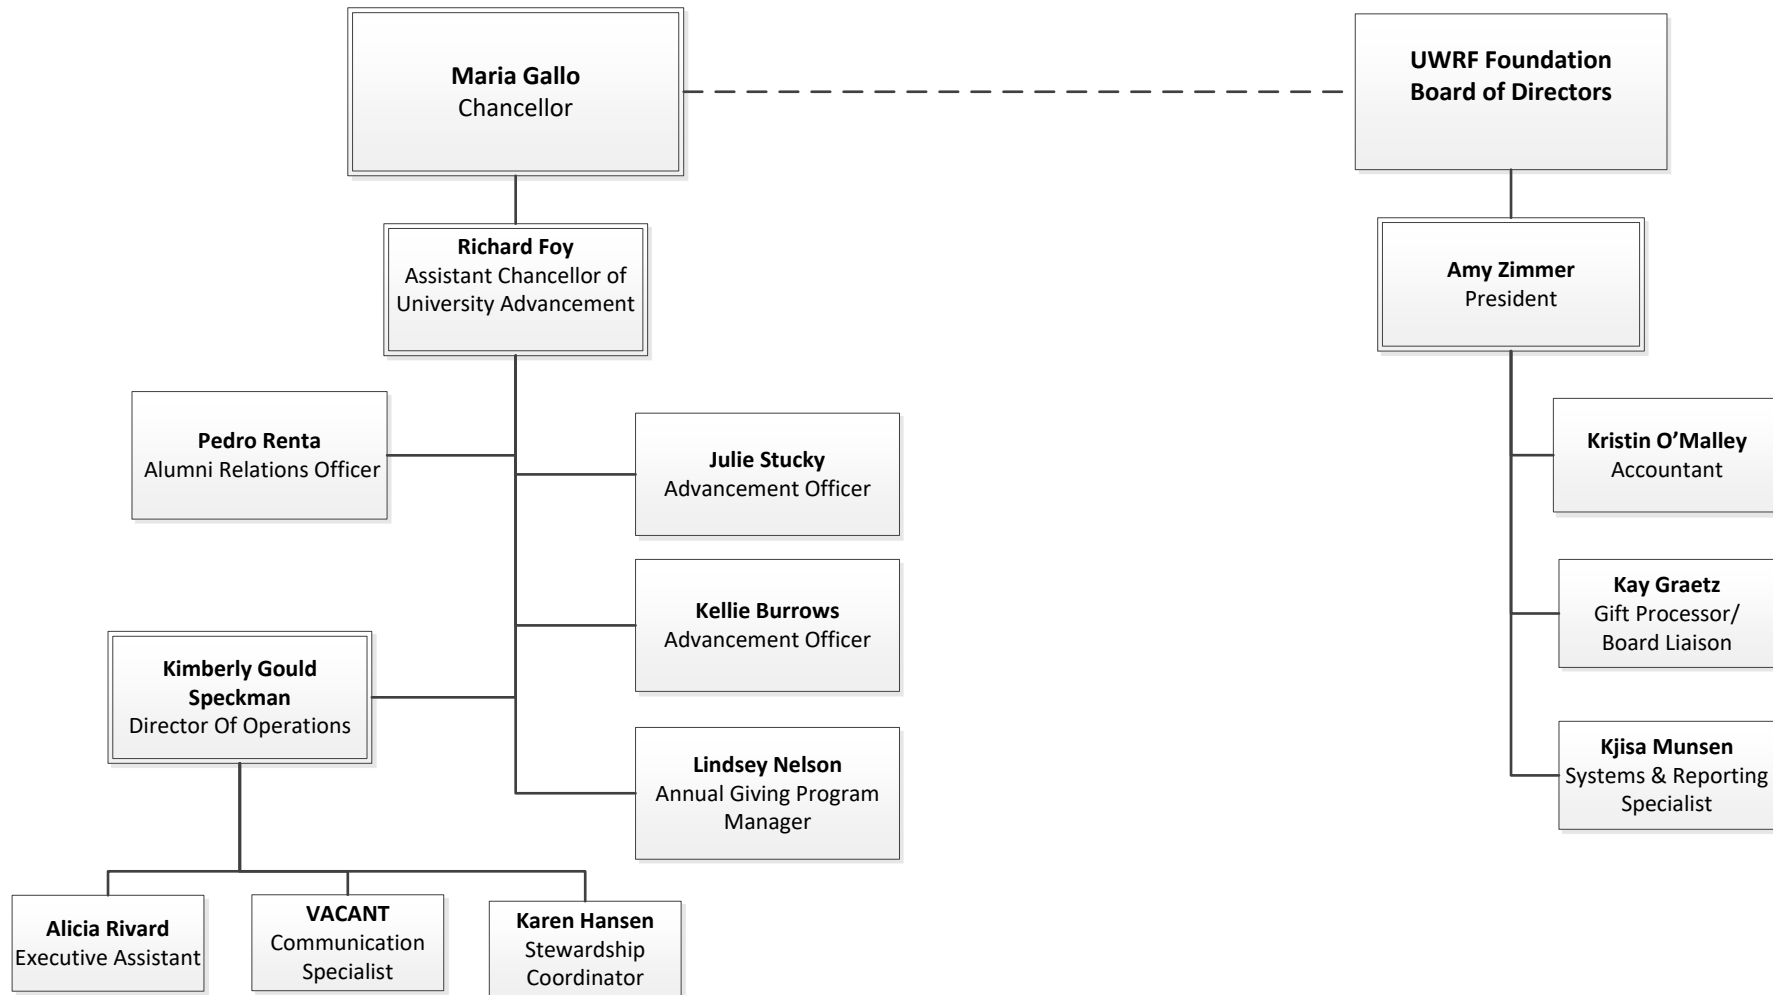 Maria Gallo
Chancellor
UWRF Foundation
Board of Directors
Richard Foy
Assistant Chancellor of
University Advancement
Amy Zimmer
President
Pedro Renta
Alumni Relations Officer
Julie Stucky
Advancement Officer
Kristin O’Malley
Accountant
Kellie Burrows
Advancement Officer
Kay Graetz
Gift Processor/
Board Liaison
Kimberly Gould
Speckman
Director Of Operations
Lindsey Nelson
Annual Giving Program
Manager
Kjisa Munsen
Systems & Reporting
Specialist
Alicia Rivard
Executive Assistant
VACANT
Communication
Specialist
Karen Hansen
Stewardship
Coordinator